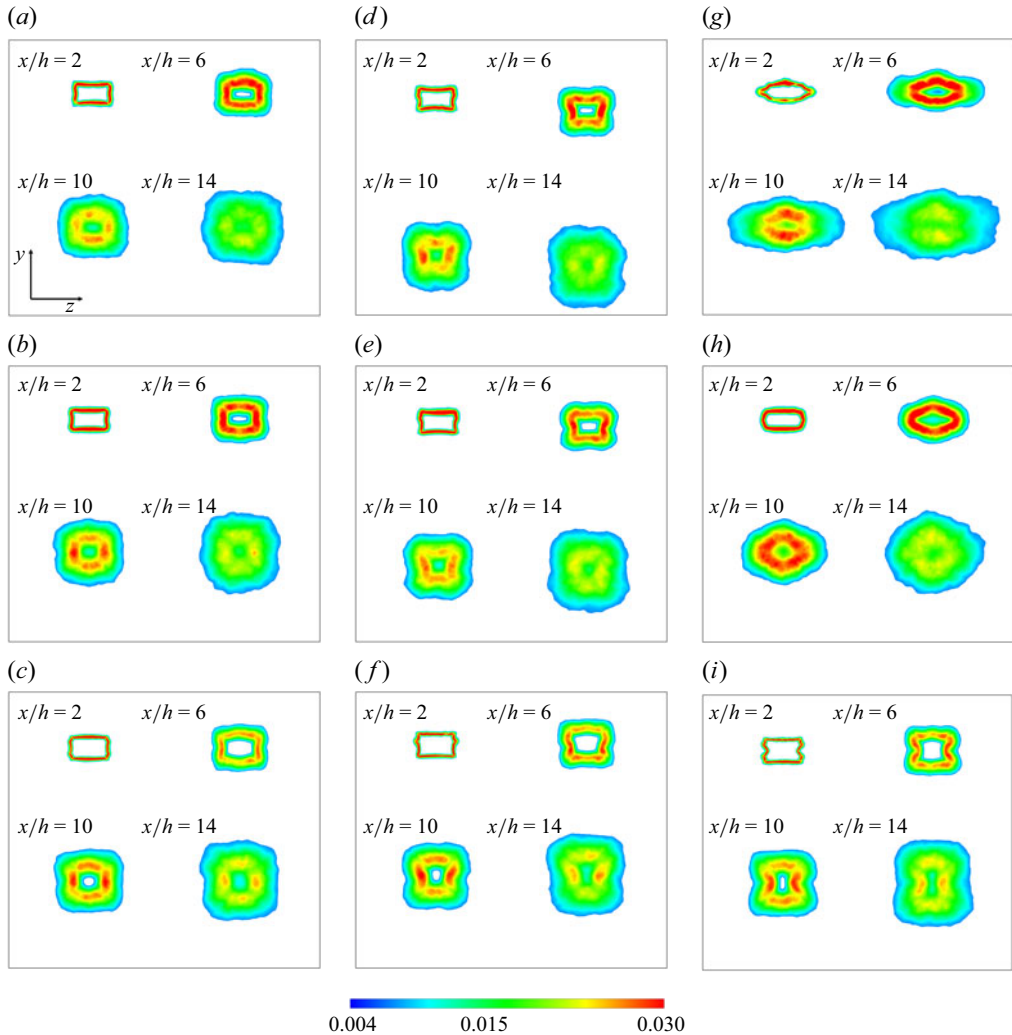 (a)
x/h = 2 x/h = 6
x/h = 10 x/h = 14
y
z
(b)
x/h = 2 x/h = 6
x/h = 10 x/h = 14
(c)
x/h = 2 x/h = 6
x/h = 10 x/h = 14
(d)
x/h = 2 x/h = 6
x/h = 10 x/h = 14
(e)
x/h = 2 x/h = 6
x/h = 10 x/h = 14
(f)
x/h = 2 x/h = 6
x/h = 10 x/h = 14
(g)
x/h = 2 x/h = 6
x/h = 10 x/h = 14
(h)
x/h = 2 x/h = 6
x/h = 10 x/h = 14
(i)
x/h = 2 x/h = 6
x/h = 10 x/h = 14
0.004 0.015 0.030